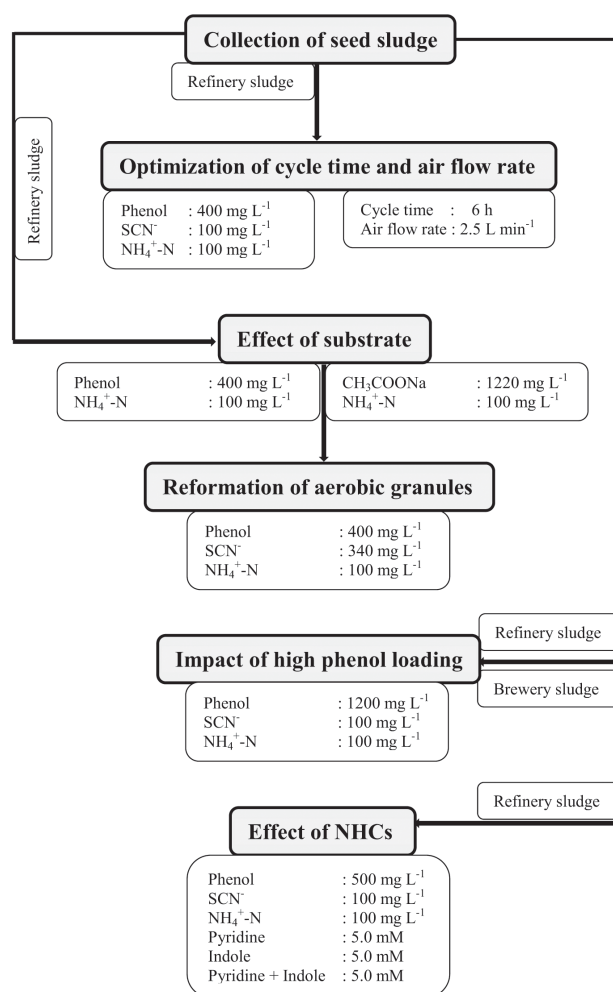 Collection of seed sludge
Refinery sludge
Refinery sludge
Optimization of cycle time and air flow rate
Phenol : 400 mg L⁻¹
SCN⁻ : 100 mg L⁻¹
NH₄⁺-N : 100 mg L⁻¹
Cycle time : 6 h
Air flow rate : 2.5 L min⁻¹
Effect of substrate
Phenol : 400 mg L⁻¹
NH₄⁺-N : 100 mg L⁻¹
CH₃COONa : 1220 mg L⁻¹
NH₄⁺-N : 100 mg L⁻¹
Reformation of aerobic granules
Phenol : 400 mg L⁻¹
SCN⁻ : 340 mg L⁻¹
NH₄⁺-N : 100 mg L⁻¹
Refinery sludge
Impact of high phenol loading
Brewery sludge
Phenol : 1200 mg L⁻¹
SCN⁻ : 100 mg L⁻¹
NH₄⁺-N : 100 mg L⁻¹
Refinery sludge
Effect of NHCs
Phenol : 500 mg L⁻¹
SCN⁻ : 100 mg L⁻¹
NH₄⁺-N : 100 mg L⁻¹
Pyridine : 5.0 mM
Indole : 5.0 mM
Pyridine + Indole : 5.0 mM